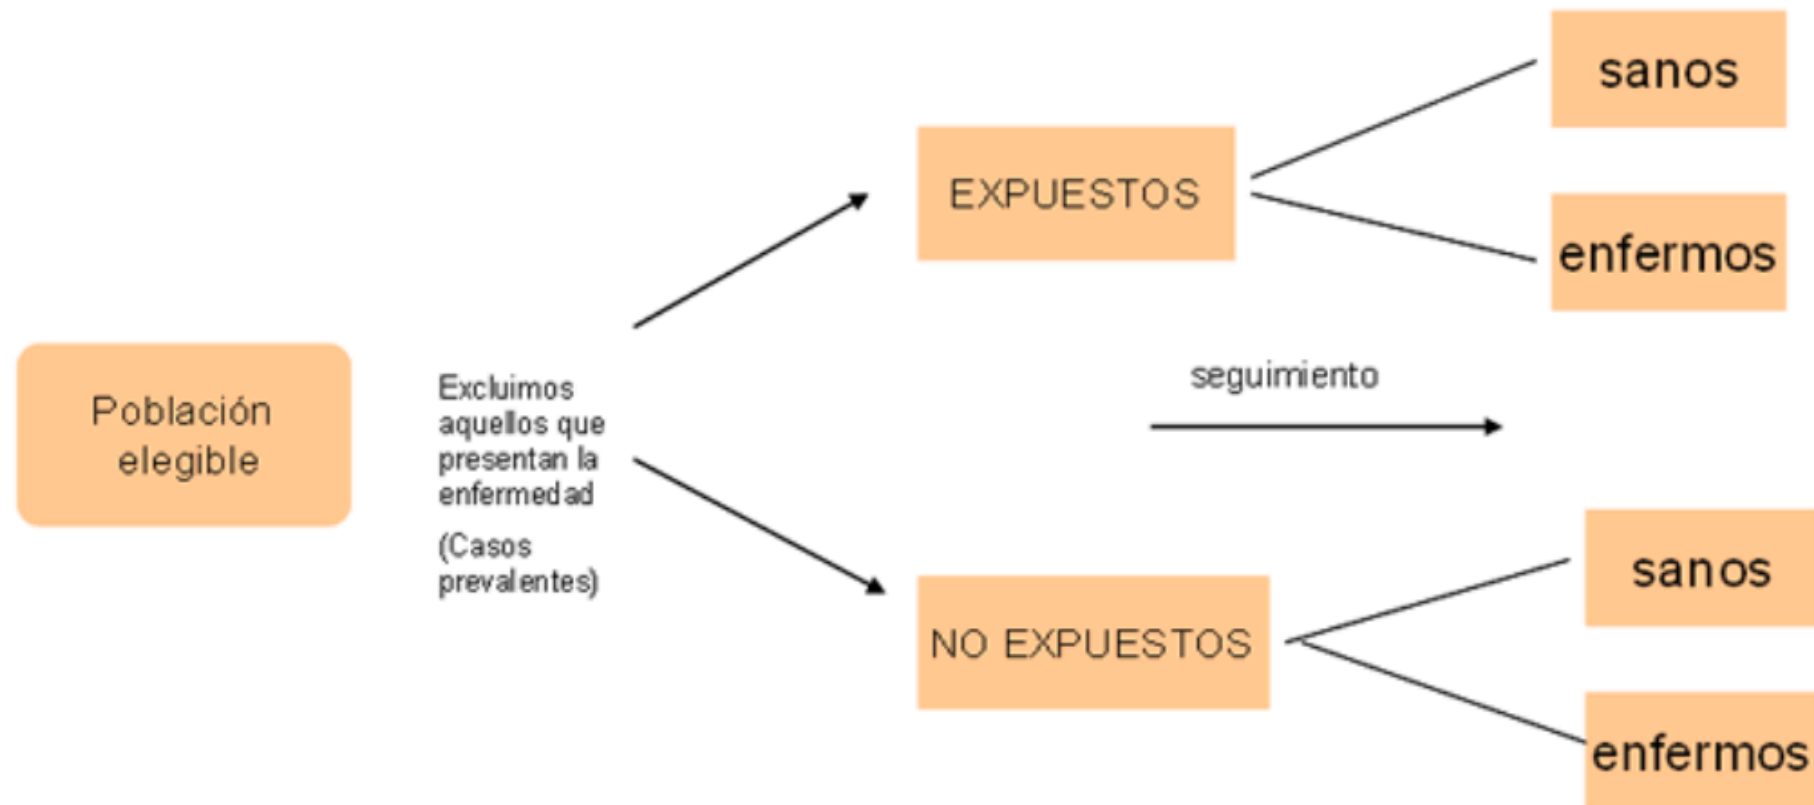 Población
elegible
Excluimos
aquellos que
presentan la
enfermedad
(Casos
prevalentes)
EXPUESTOS
sanos
enfermos
seguimiento
NO EXPUESTOS
sanos
enfermos